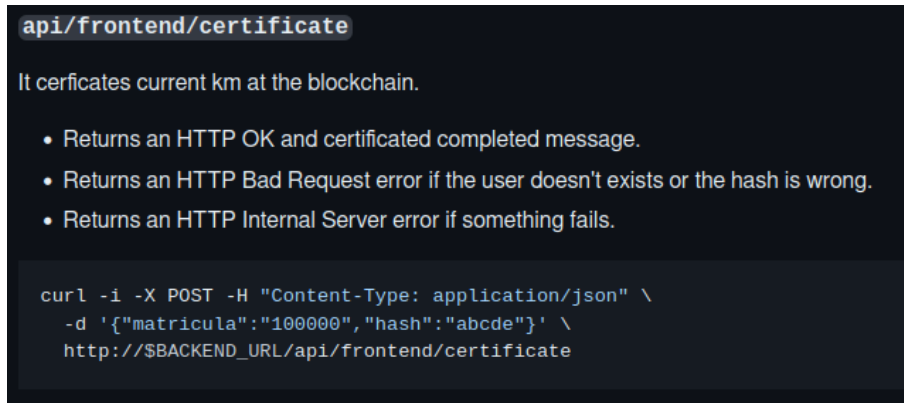 api/frontend/certificate
It cerficates current km at the blockchain.
• Returns an HTTP OK and certificated completed message.
• Returns an HTTP Bad Request error if the user doesn't exists or the hash is wrong.
• Returns an HTTP Internal Server error if something fails.
curl -i -X POST -H "Content-Type: application/json" \
-d '{"matricula":"100000","hash":"abcde"}' \
http://$BACKEND_URL/api/frontend/certificate